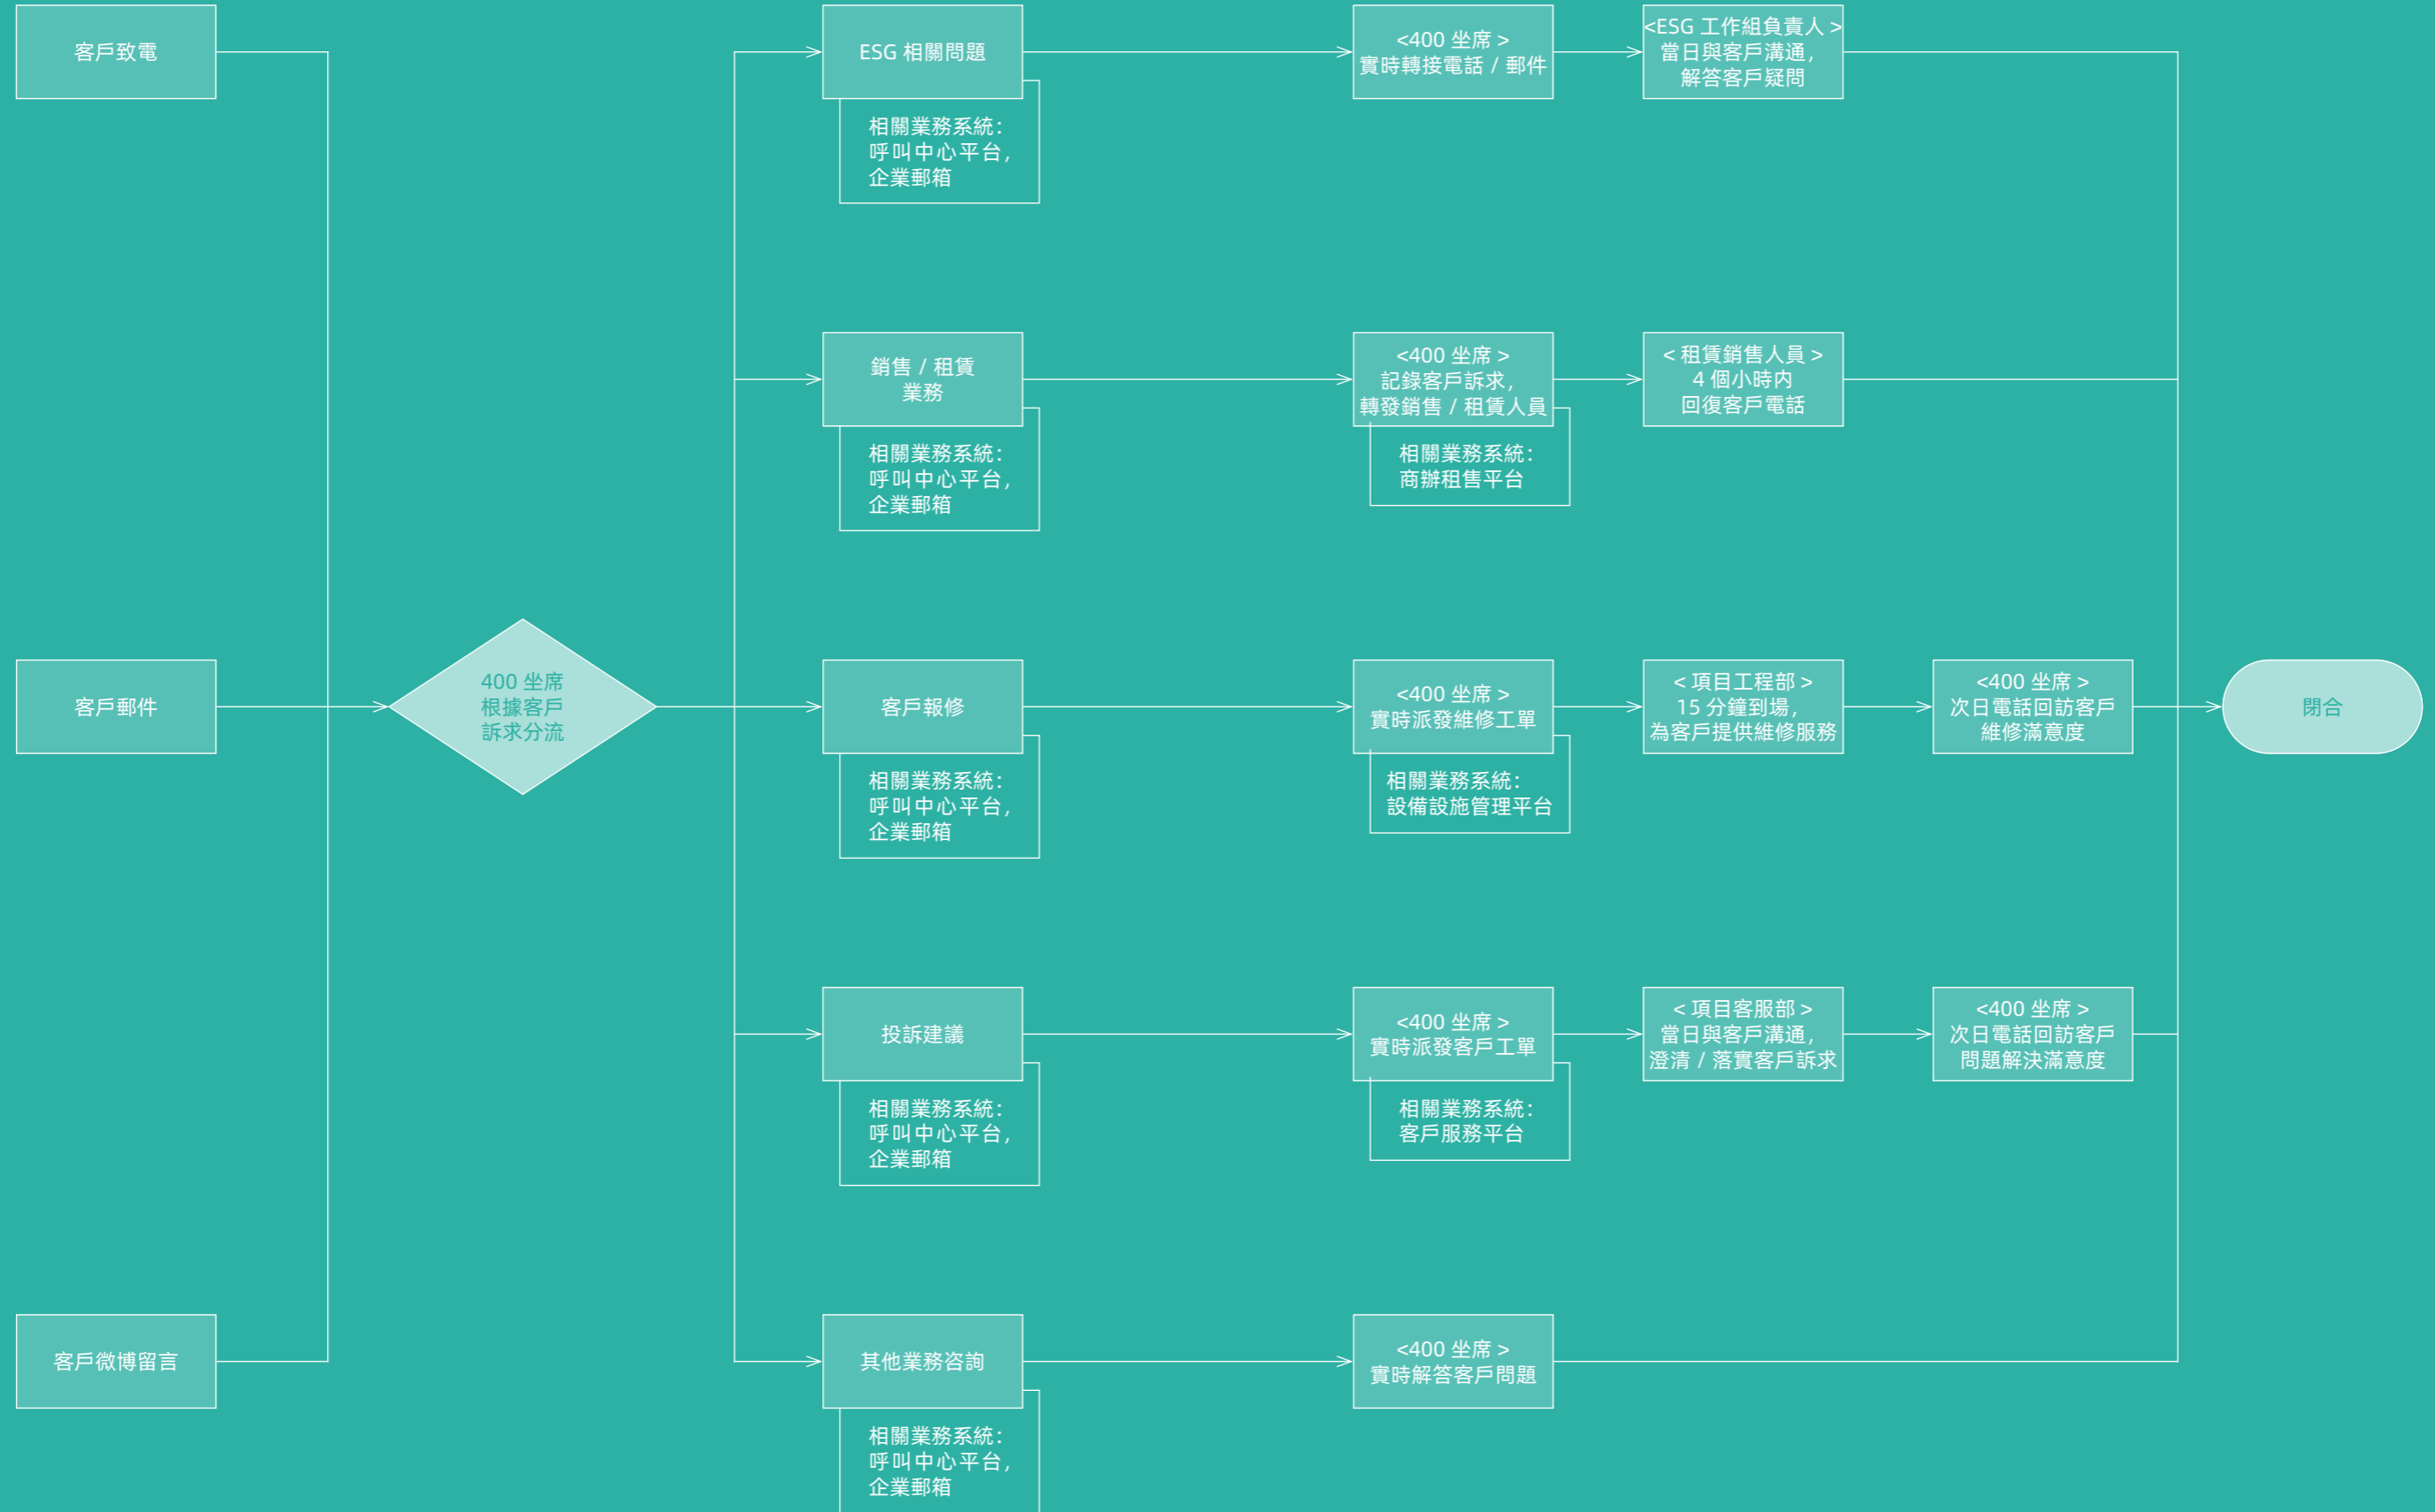 客戶致電
客戶郵件
客戶微博留言
400 坐席
根據客戶
訴求分流
ESG 相關問題
相關業務系統：
呼叫中心平台，
企業郵箱
<400 坐席 >
實時轉接電話 / 郵件
<ESG 工作組負責人 >
當日與客戶溝通，
解答客戶疑問
銷售 / 租賃
業務
相關業務系統：
呼叫中心平台，
企業郵箱
<400 坐席 >
記錄客戶訴求，
轉發銷售 / 租賃人員
相關業務系統：
商辦租售平台
< 租賃銷售人員 >
4 個小時内
回復客戶電話
客戶報修
相關業務系統：
呼叫中心平台，
企業郵箱
<400 坐席 >
實時派發維修工單
相關業務系統：
設備設施管理平台
< 項目工程部 >
15 分鐘到場，
為客戶提供維修服務
<400 坐席 >
次日電話回訪客戶
維修滿意度
投訴建議
相關業務系統：
呼叫中心平台，
企業郵箱
<400 坐席 >
實時派發客戶工單
相關業務系統：
客戶服務平台
< 項目客服部 >
當日與客戶溝通，
澄清 / 落實客戶訴求
<400 坐席 >
次日電話回訪客戶
問題解決滿意度
其他業務咨詢
相關業務系統：
呼叫中心平台，
企業郵箱
<400 坐席 >
實時解答客戶問題
閉合